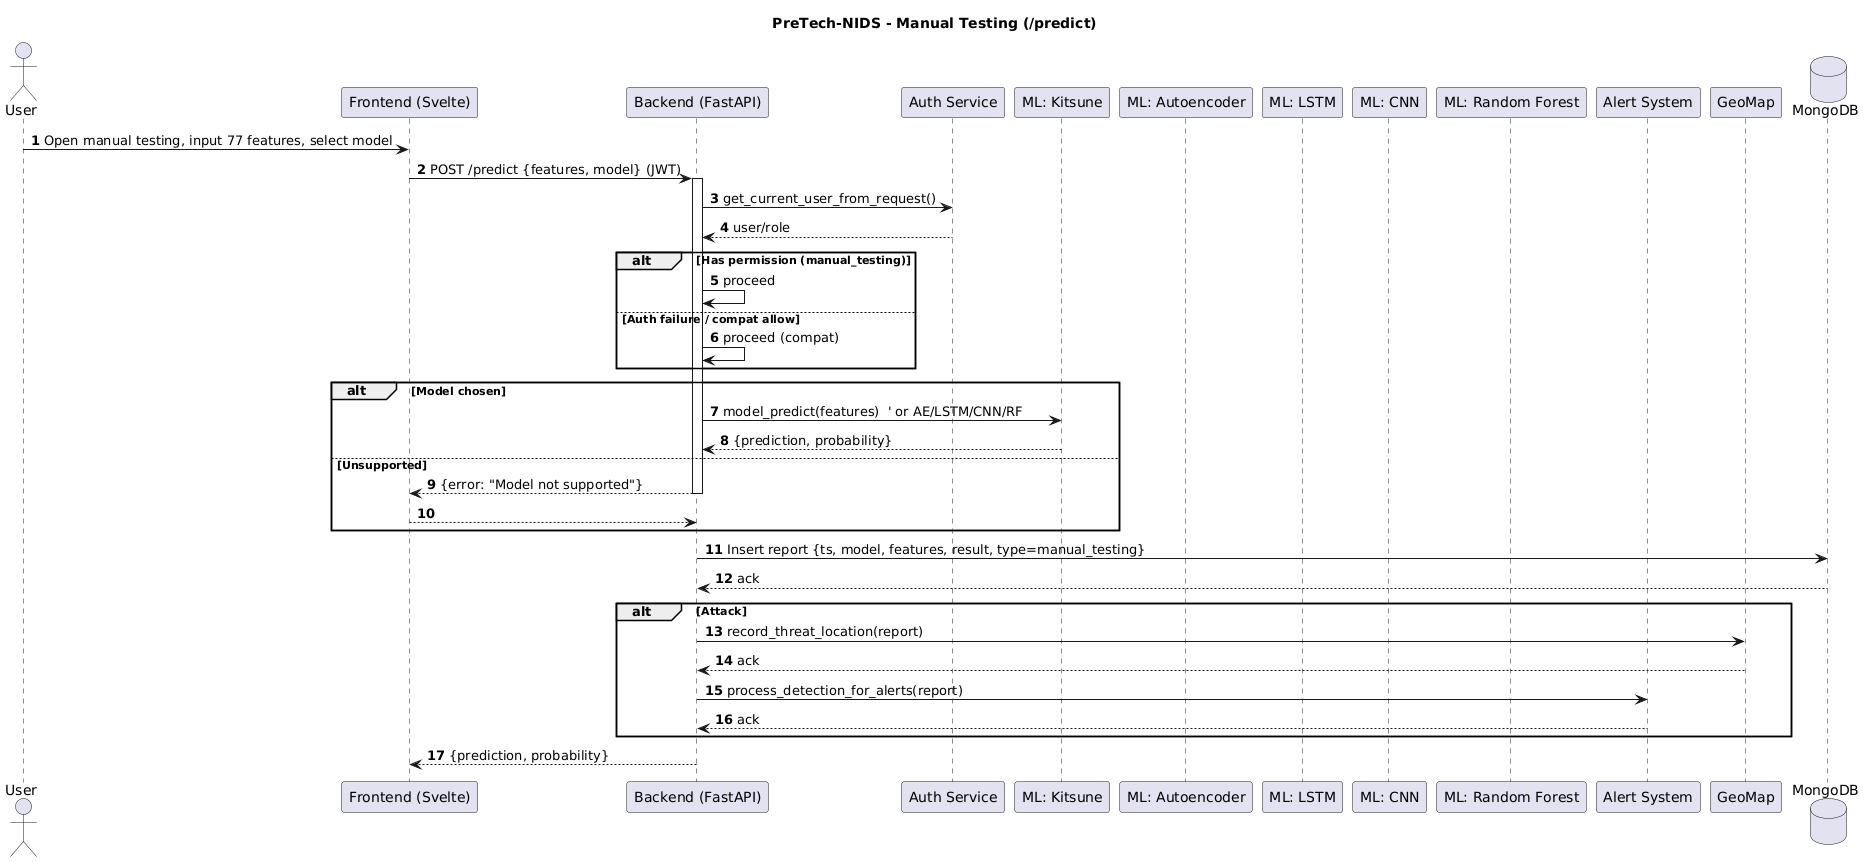 PreTech-NIDS - Manual Testing (/predict)
User
Frontend (Svelte)
Backend (FastAPI)
Auth Service
ML: Kitsune
ML: Autoencoder
ML: LSTM
ML: CNN
ML: Random Forest
Alert System
GeoMap
MongoDB
1 Open manual testing, input 77 features, select model
2 POST /predict {features, model} (JWT)
3 get_current_user_from_request()
4 user/role
alt [Has permission (manual_testing)]
5 proceed
[Auth failure / compat allow]
6 proceed (compat)
alt [Model chosen]
7 model_predict(features)  ' or AE/LSTM/CNN/RF
8 {prediction, probability}
[Unsupported]
9 {error: "Model not supported"}
10
11 Insert report {ts, model, features, result, type=manual_testing}
12 ack
alt [Attack]
13 record_threat_location(report)
14 ack
15 process_detection_for_alerts(report)
16 ack
17 {prediction, probability}
User
Frontend (Svelte)
Backend (FastAPI)
Auth Service
ML: Kitsune
ML: Autoencoder
ML: LSTM
ML: CNN
ML: Random Forest
Alert System
GeoMap
MongoDB